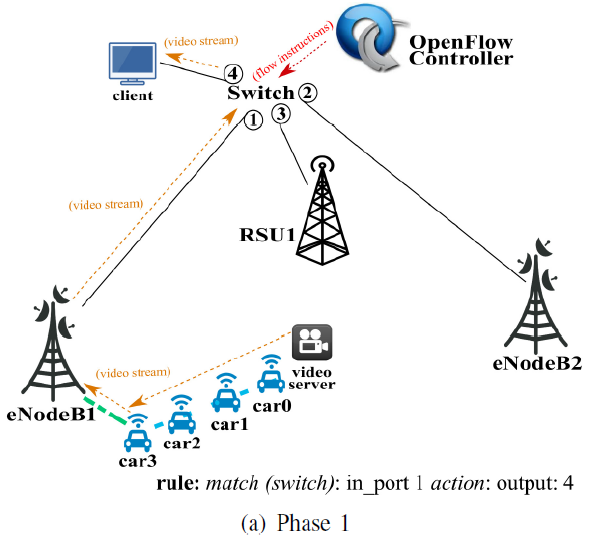 (video stream)
(flow instructions)
OpenFlow
Controller
client
4
Switch
2
1
3
(video stream)
RSU1
eNodeB2
video
server
(video stream)
eNodeB1
car0
car1
car2
car3
rule: match (switch): in_port 1 action: output: 4
(a) Phase 1